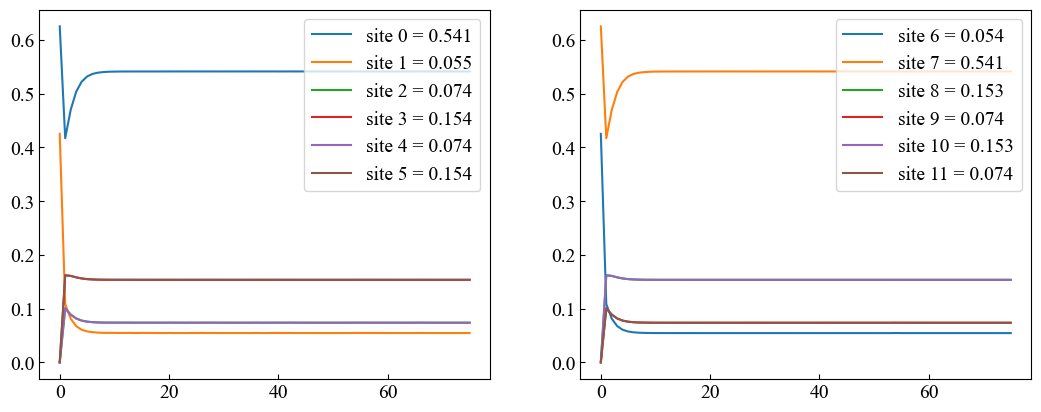 0.6
0.5
0.4
0.3
0.2
0.1
0.0
0 20 40 60
site 0 = 0.541
site 1 = 0.055
site 2 = 0.074
site 3 = 0.154
site 4 = 0.074
site 5 = 0.154
0.6
0.5
0.4
0.3
0.2
0.1
0.0
0 20 40 60
site 6 = 0.054
site 7 = 0.541
site 8 = 0.153
site 9 = 0.074
site 10 = 0.153
site 11 = 0.074